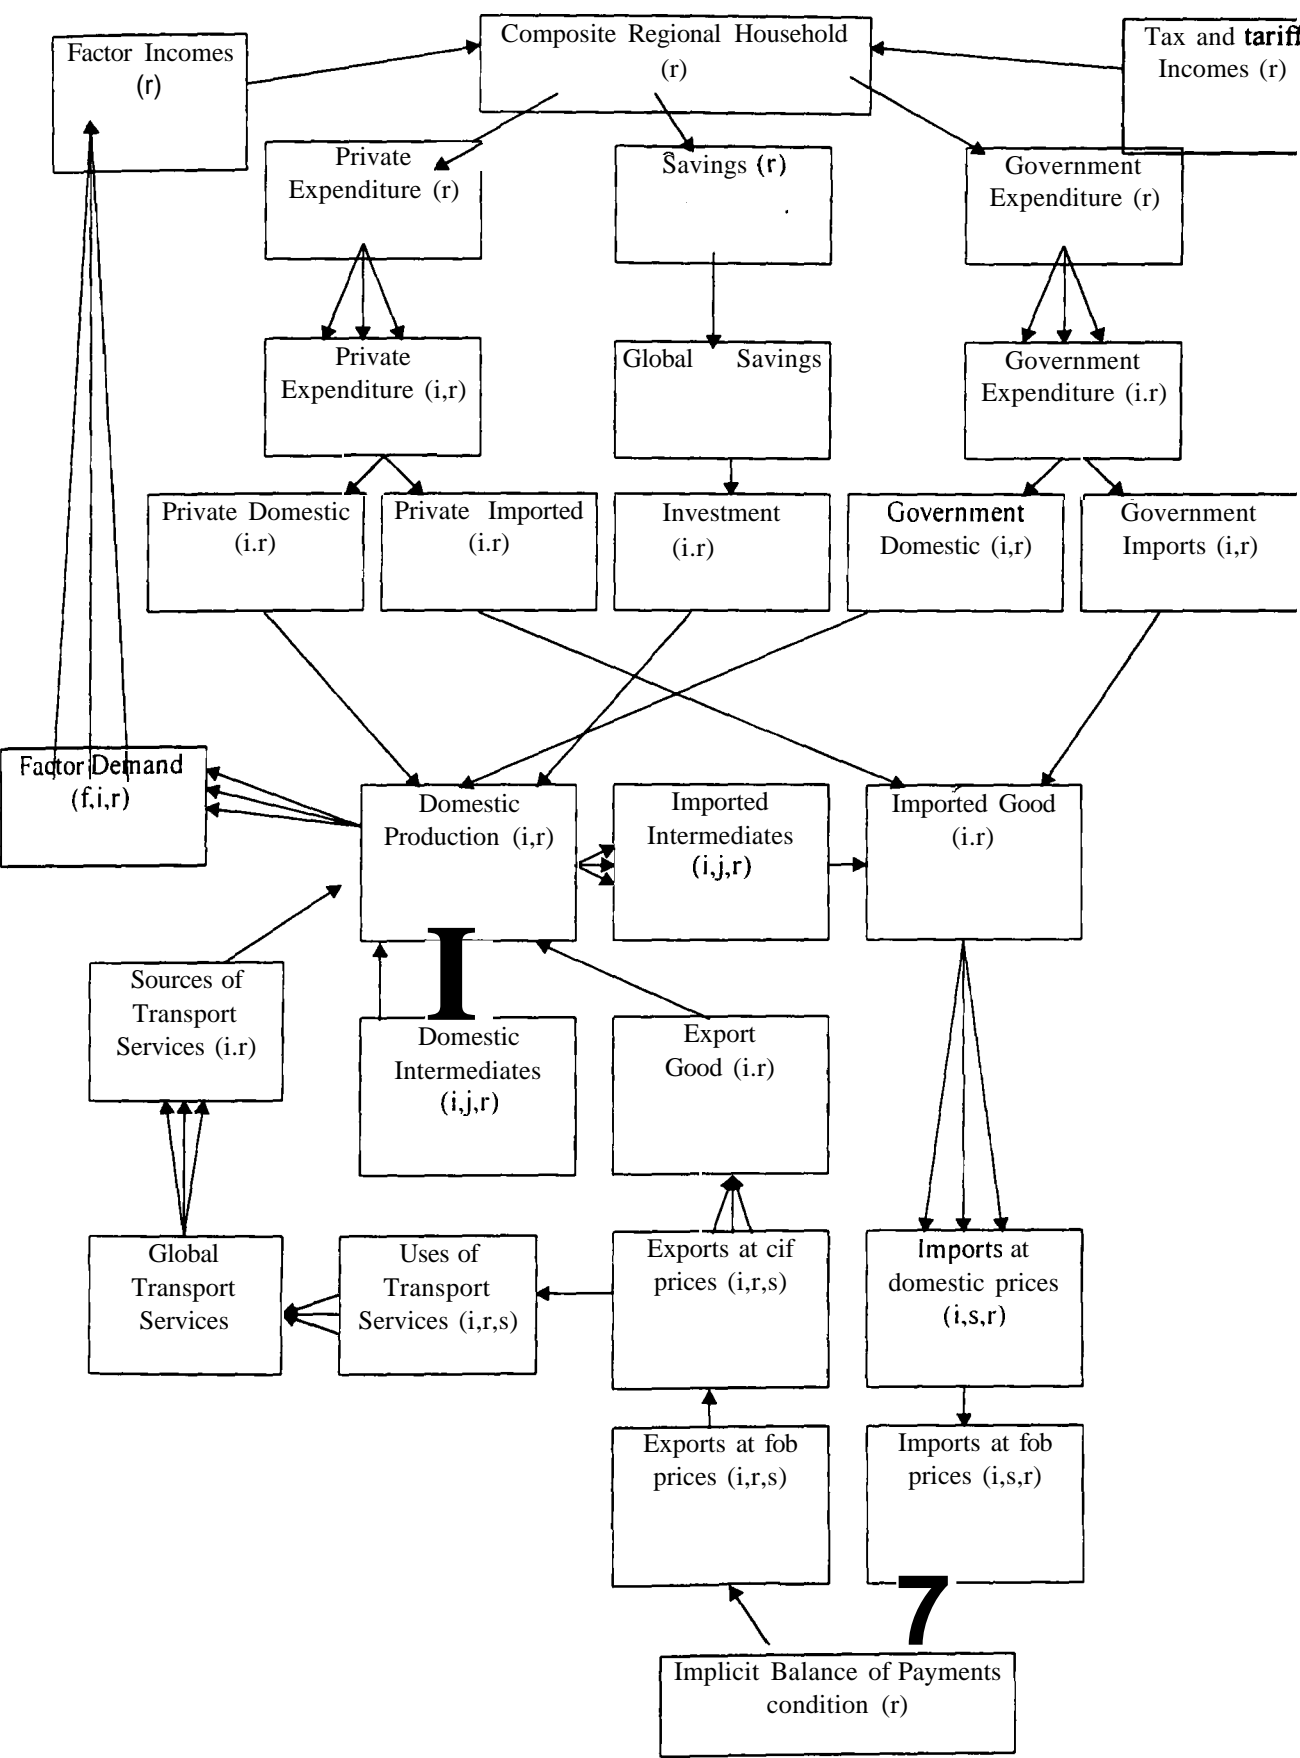 Factor Incomes
(r)
Composite Regional Household
(r)
Tax and tariff
Incomes (r)
Private
Expenditure (r)
Savings (r)
Government
Expenditure (r)
Private
Expenditure (i,r)
Global Savings
Government
Expenditure (i.r)
Private Domestic
(i.r)
Private Imported
(i.r)
Investment
(i.r)
Government
Domestic (i,r)
Government
Imports (i,r)
Factor Demand
(f,i,r)
Domestic
Production (i,r)
Imported
Intermediates
(i,j,r)
Imported Good
(i.r)
Sources of
Transport
Services (i.r)
I
Domestic
Intermediates
(i,j,r)
Export
Good (i.r)
Global
Transport
Services
Uses of
Transport
Services (i,r,s)
Exports at cif
prices (i,r,s)
Imports at
domestic prices
(i,s,r)
Exports at fob
prices (i,r,s)
Imports at fob
prices (i,s,r)
7
Implicit Balance of Payments
condition (r)